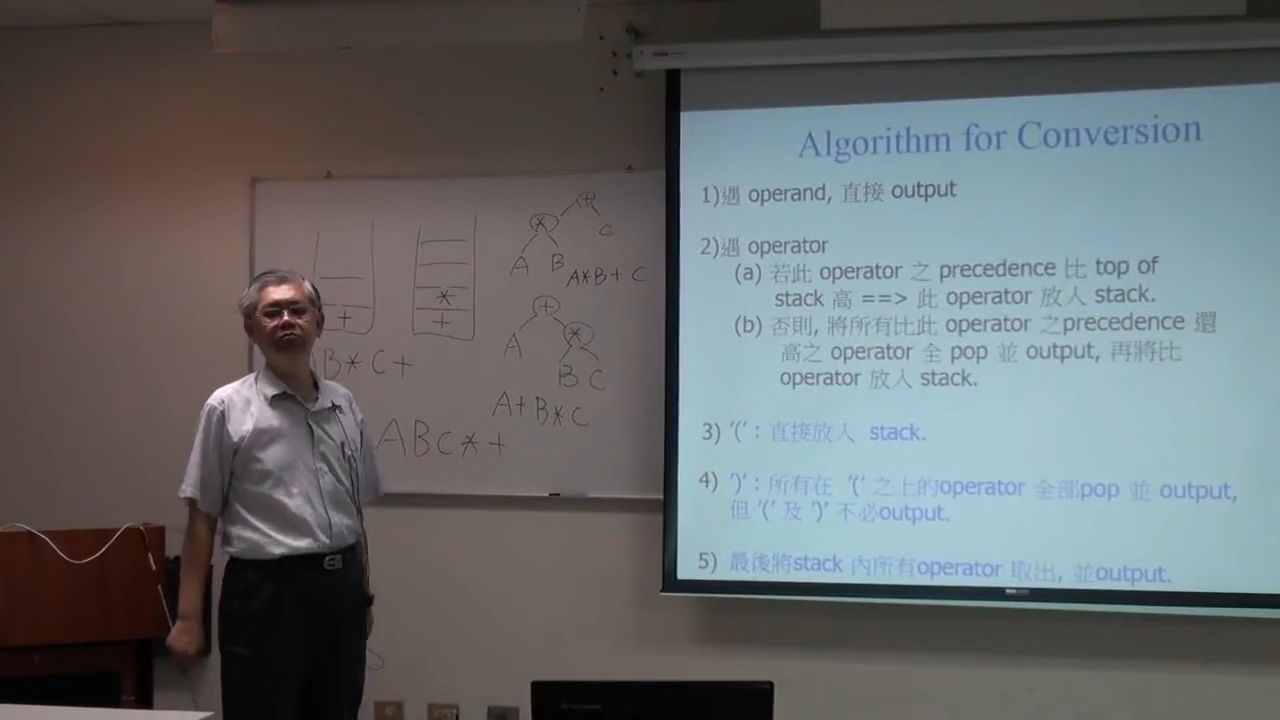 Algorithm for Conversion
1)遇 operand, 直接 output
2)遇 operator
(a) 若此 operator 之 precedence 比 top of
stack 高 ==> 此 operator 放入 stack.
(b) 否則, 將所有比此 operator 之precedence 還
高之 operator 全 pop 並 output, 再將比
operator 放入 stack.
3) '(' : 直接放入 stack.
4) ')' : 所有在 '(' 之上的operator 全部pop 並 output,
但 '(' 及 ')' 不必output.
5) 最後將stack 內所有operator 取出, 並output.
+
*
C
A B
A*B+C
*
+
+
+
*
A
B C
A+B*C
B*C+
ABC*+